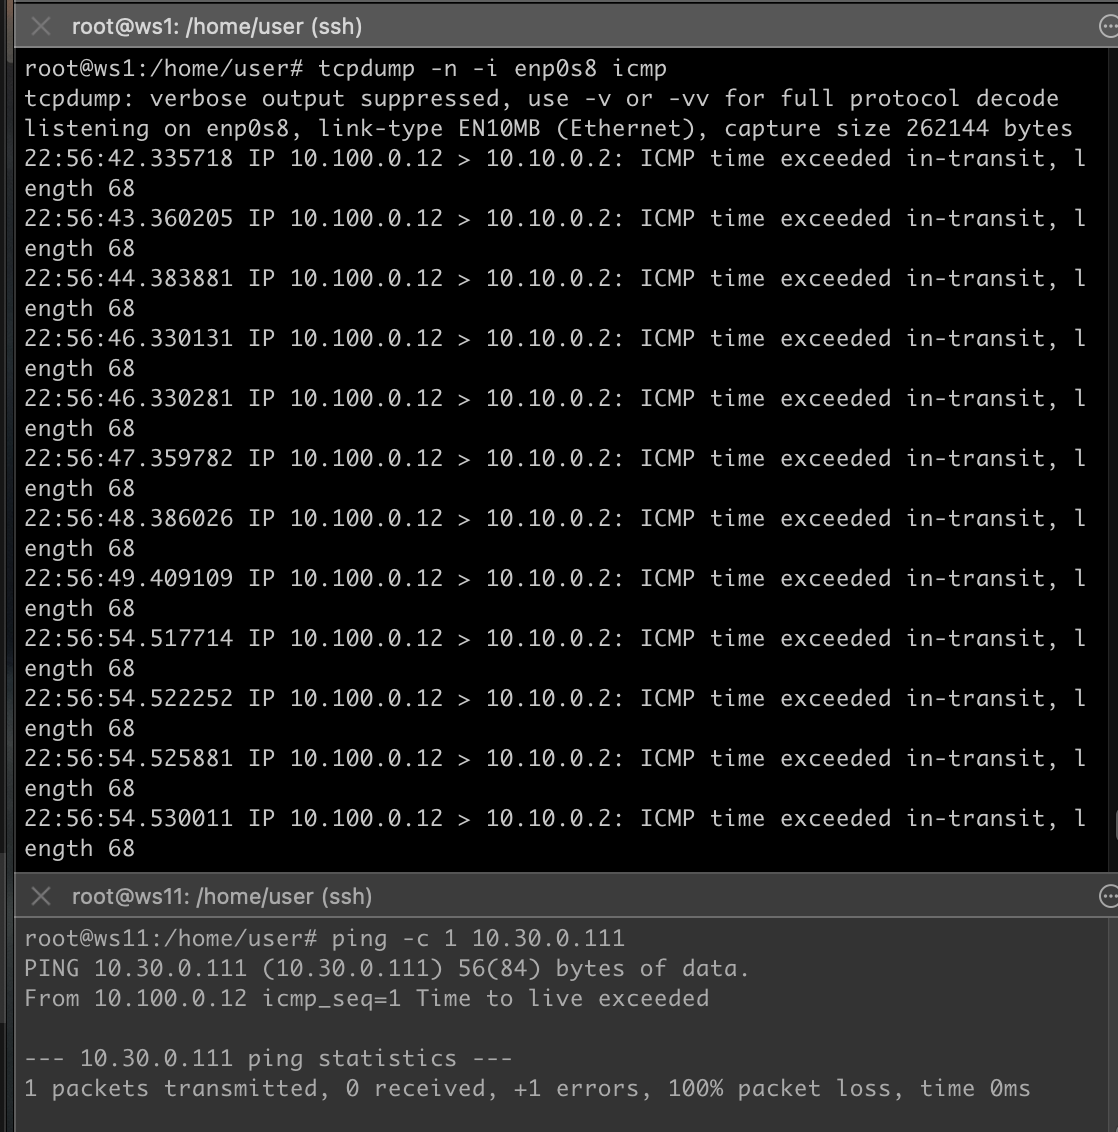 root@ws1: /home/user (ssh)
root@ws1:/home/user# tcpdump -n -i enp0s8 icmp
tcpdump: verbose output suppressed, use -v or -vv for full protocol decode
listening on enp0s8, link-type EN10MB (Ethernet), capture size 262144 bytes
22:56:42.335718 IP 10.100.0.12 > 10.10.0.2: ICMP time exceeded in-transit, l
ength 68
22:56:43.360205 IP 10.100.0.12 > 10.10.0.2: ICMP time exceeded in-transit, l
ength 68
22:56:44.383881 IP 10.100.0.12 > 10.10.0.2: ICMP time exceeded in-transit, l
ength 68
22:56:46.330131 IP 10.100.0.12 > 10.10.0.2: ICMP time exceeded in-transit, l
ength 68
22:56:46.330281 IP 10.100.0.12 > 10.10.0.2: ICMP time exceeded in-transit, l
ength 68
22:56:47.359782 IP 10.100.0.12 > 10.10.0.2: ICMP time exceeded in-transit, l
ength 68
22:56:48.386026 IP 10.100.0.12 > 10.10.0.2: ICMP time exceeded in-transit, l
ength 68
22:56:49.409109 IP 10.100.0.12 > 10.10.0.2: ICMP time exceeded in-transit, l
ength 68
22:56:54.517714 IP 10.100.0.12 > 10.10.0.2: ICMP time exceeded in-transit, l
ength 68
22:56:54.522252 IP 10.100.0.12 > 10.10.0.2: ICMP time exceeded in-transit, l
ength 68
22:56:54.525881 IP 10.100.0.12 > 10.10.0.2: ICMP time exceeded in-transit, l
ength 68
22:56:54.530011 IP 10.100.0.12 > 10.10.0.2: ICMP time exceeded in-transit, l
ength 68
root@ws11: /home/user (ssh)
root@ws11:/home/user# ping -c 1 10.30.0.111
PING 10.30.0.111 (10.30.0.111) 56(84) bytes of data.
From 10.100.0.12 icmp_seq=1 Time to live exceeded
--- 10.30.0.111 ping statistics ---
1 packets transmitted, 0 received, +1 errors, 100% packet loss, time 0ms